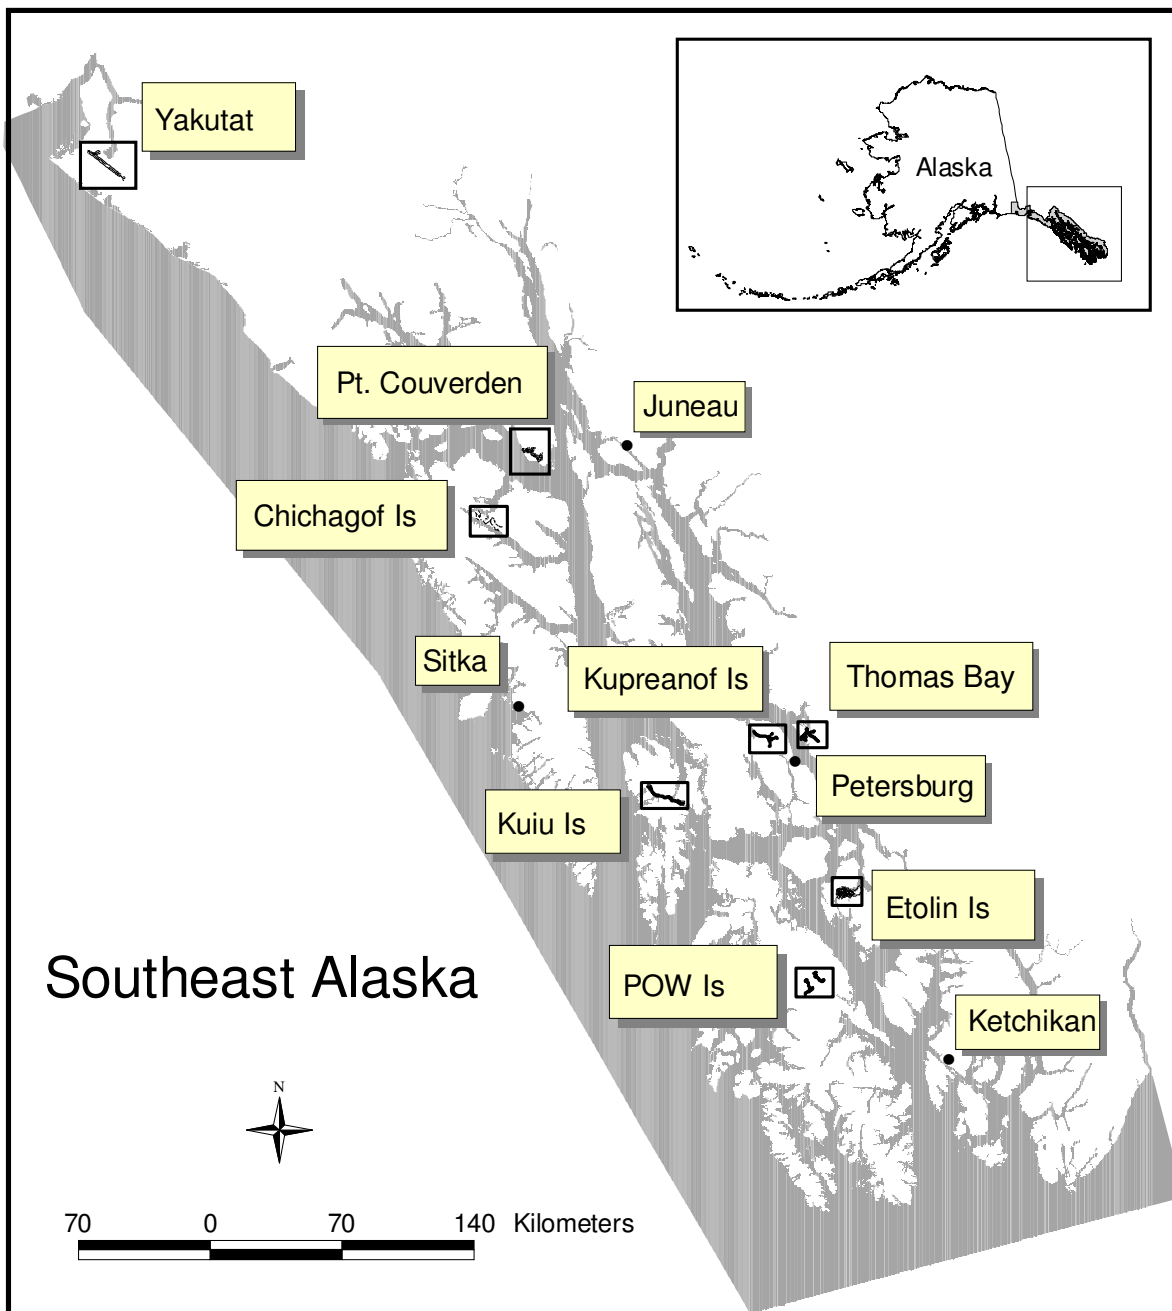 Yakutat
Alaska
Pt. Couverden
Juneau
Chichagof Is
Sitka
Kupreanof Is
Thomas Bay
Petersburg
Kuiu Is
Etolin Is
Southeast Alaska
POW Is
Ketchikan
N
70 0 70 140 Kilometers